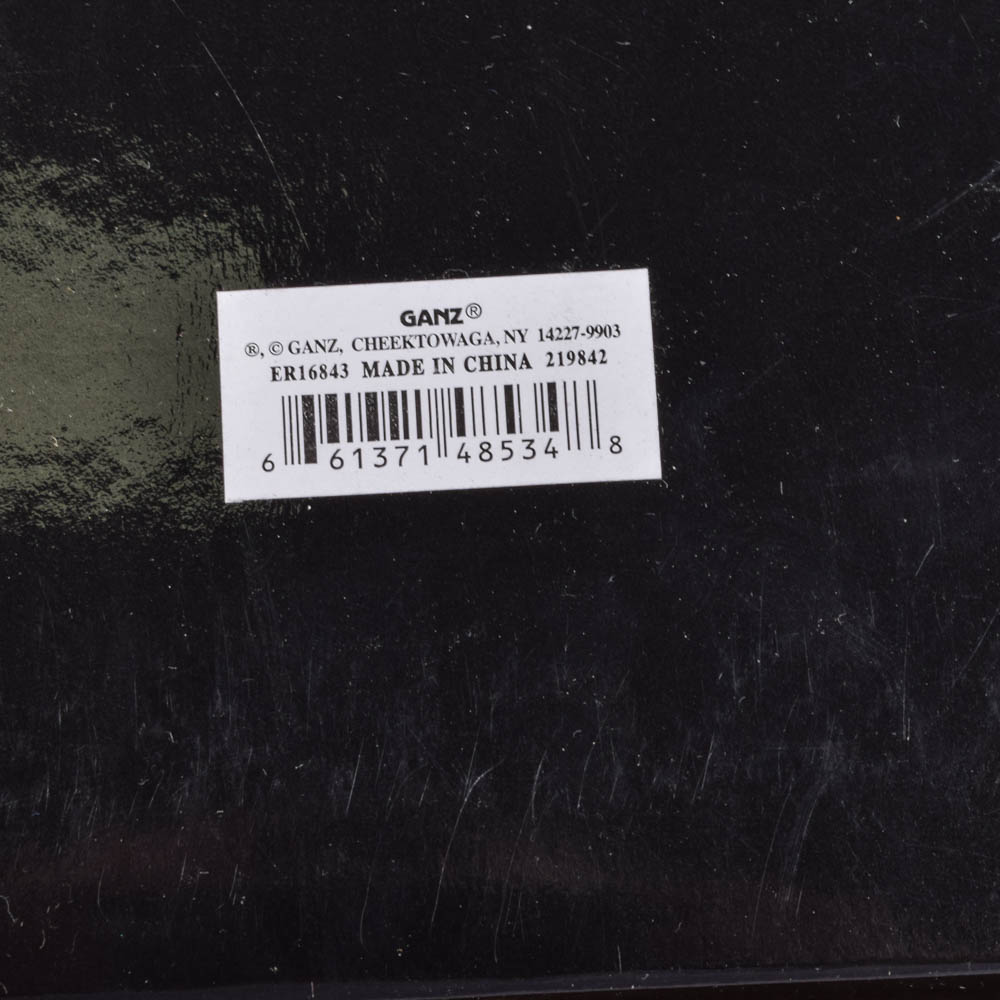 GANZ®
®, © GANZ, CHEEKTOWAGA, NY 14227-9903
ER16843 MADE IN CHINA 219842
6 61371 48534 8